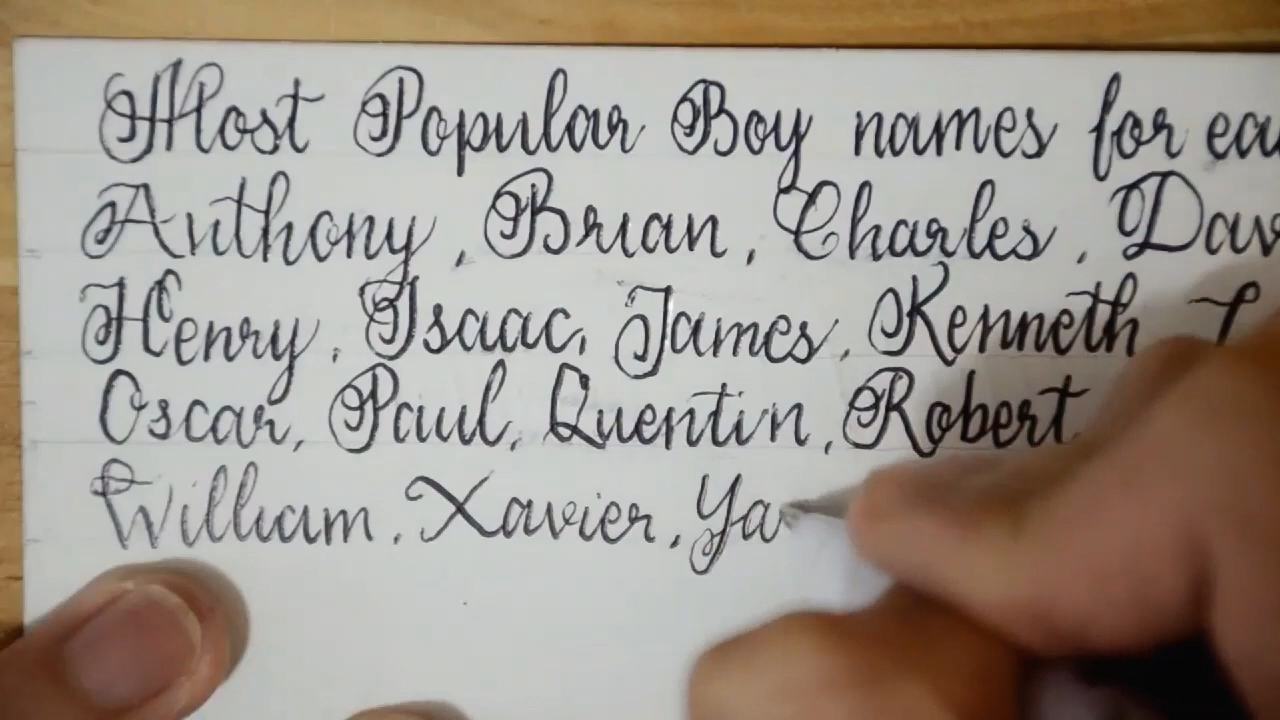 Most Popular Boy names for ea
Anthony, Brian, Charles, Dav
Henry, Isaac, James, Kenneth
Oscar, Paul, Quentin, Robert,
William, Xavier, Ya